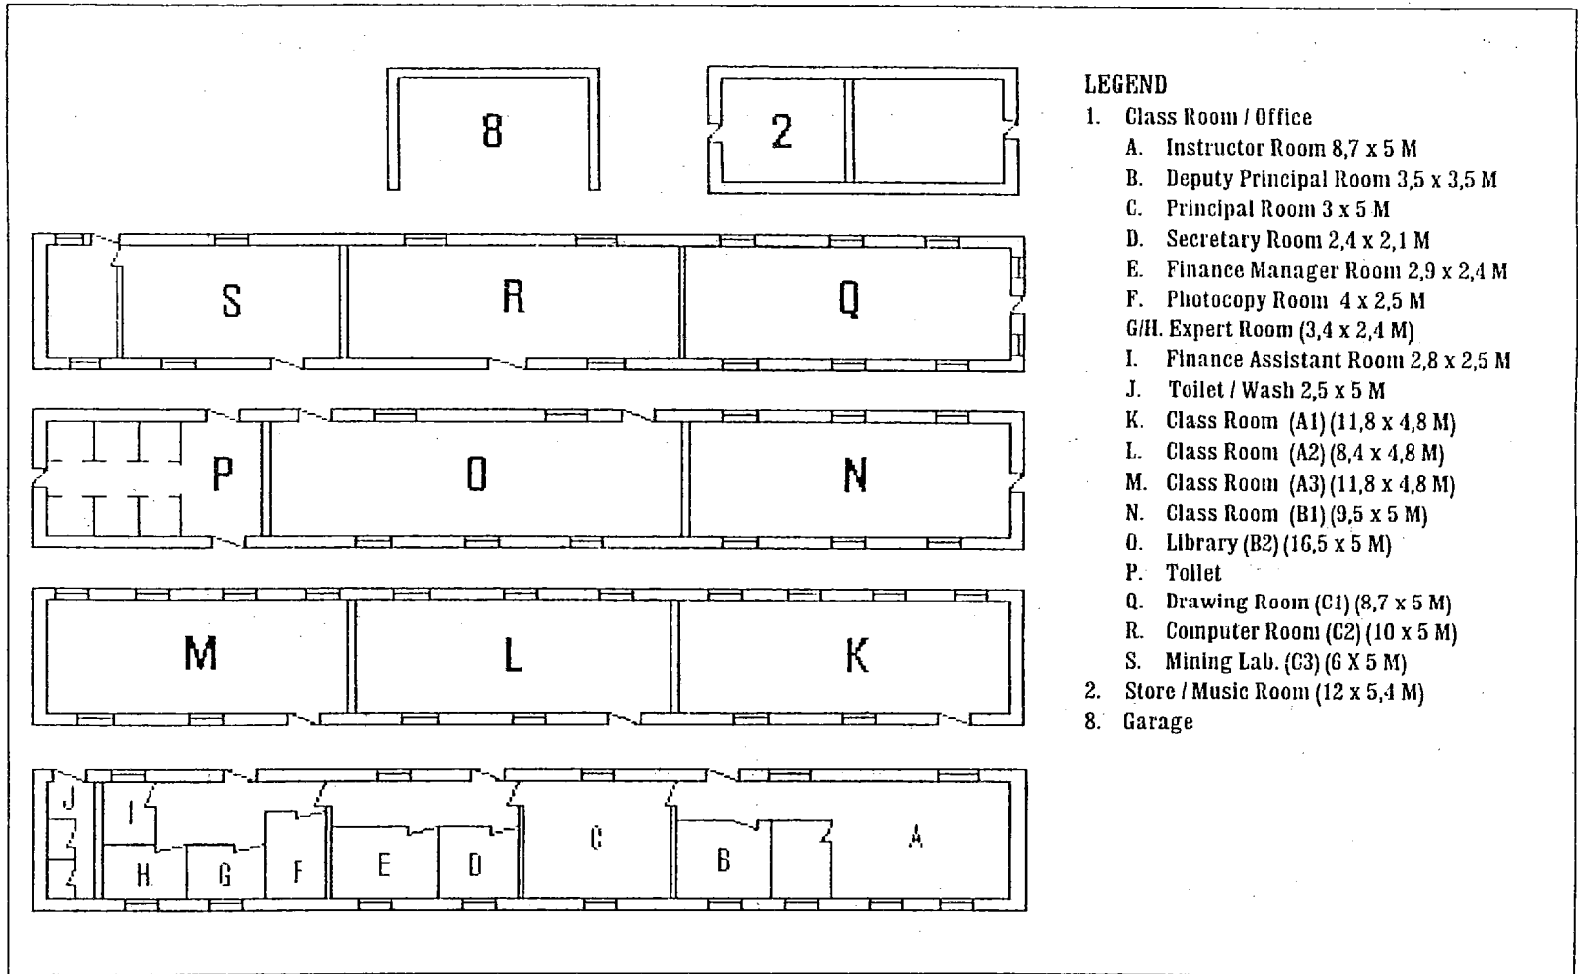 8
2
S
R
Q
P
O
N
M
L
K
J
I
H
G
F
E
D
C
B
A
LEGEND
1. Class Room / Office
A. Instructor Room 8,7 x 5 M
B. Deputy Principal Room 3,5 x 3,5 M
C. Principal Room 3 x 5 M
D. Secretary Room 2,4 x 2,1 M
E. Finance Manager Room 2,9 x 2,4 M
F. Photocopy Room 4 x 2,5 M
G/H. Expert Room (3,4 x 2,4 M)
I. Finance Assistant Room 2,8 x 2,5 M
J. Toilet / Wash 2,5 x 5 M
K. Class Room (A1) (11,8 x 4,8 M)
L. Class Room (A2) (8,4 x 4,8 M)
M. Class Room (A3) (11,8 x 4,8 M)
N. Class Room (B1) (9,5 x 5 M)
O. Library (B2) (16,5 x 5 M)
P. Toilet
Q. Drawing Room (C1) (8,7 x 5 M)
R. Computer Room (C2) (10 x 5 M)
S. Mining Lab. (C3) (6 X 5 M)
2. Store / Music Room (12 x 5,4 M)
8. Garage